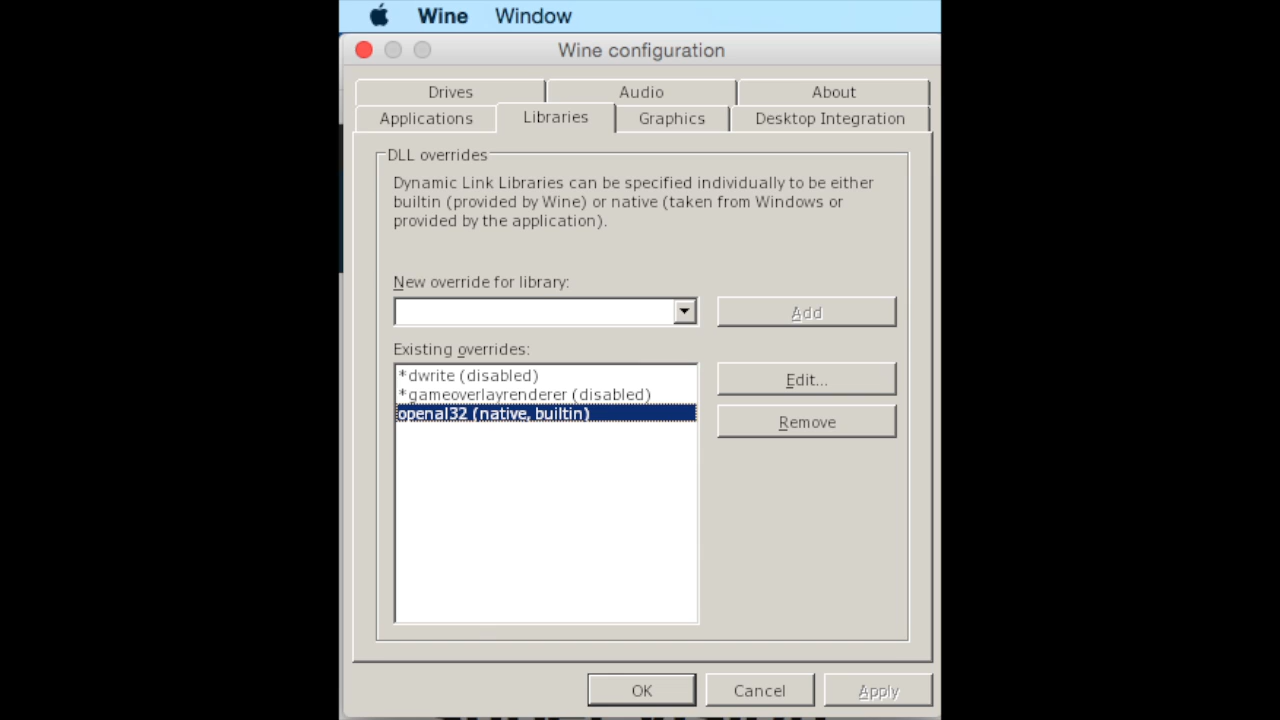 Wine Window
Wine configuration
Drives Audio About
Applications Libraries Graphics Desktop Integration
DLL overrides
Dynamic Link Libraries can be specified individually to be either
builtin (provided by Wine) or native (taken from Windows or
provided by the application).
New override for library:
Add
Existing overrides:
*dwrite (disabled)
*gameoverlayrenderer (disabled)
openal32 (native, builtin)
Edit...
Remove
OK Cancel Apply